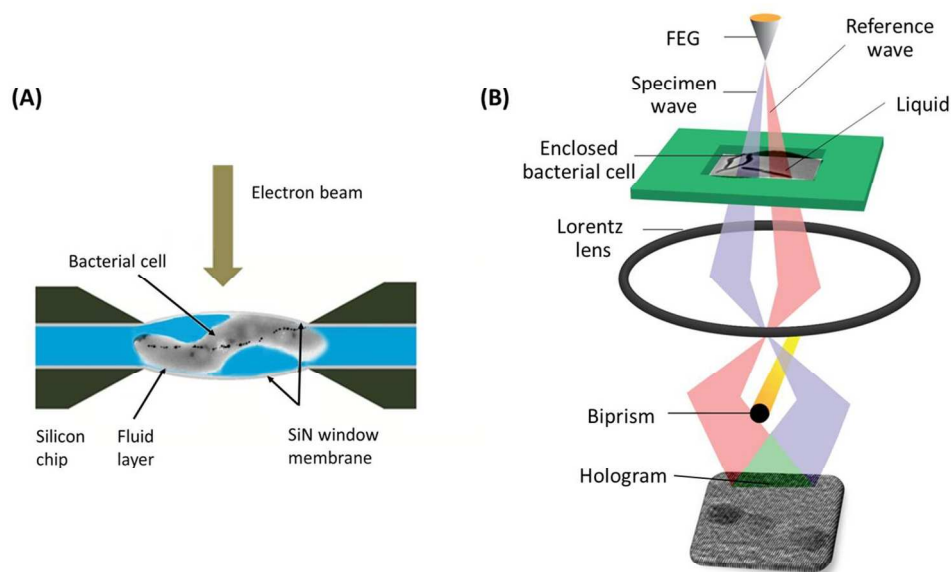 (A)
Electron beam
Bacterial cell
Silicon
chip
Fluid
layer
SiN window
membrane
(B)
FEG
Reference
wave
Specimen
wave
Liquid
Enclosed
bacterial cell
Lorentz
lens
Biprism
Hologram